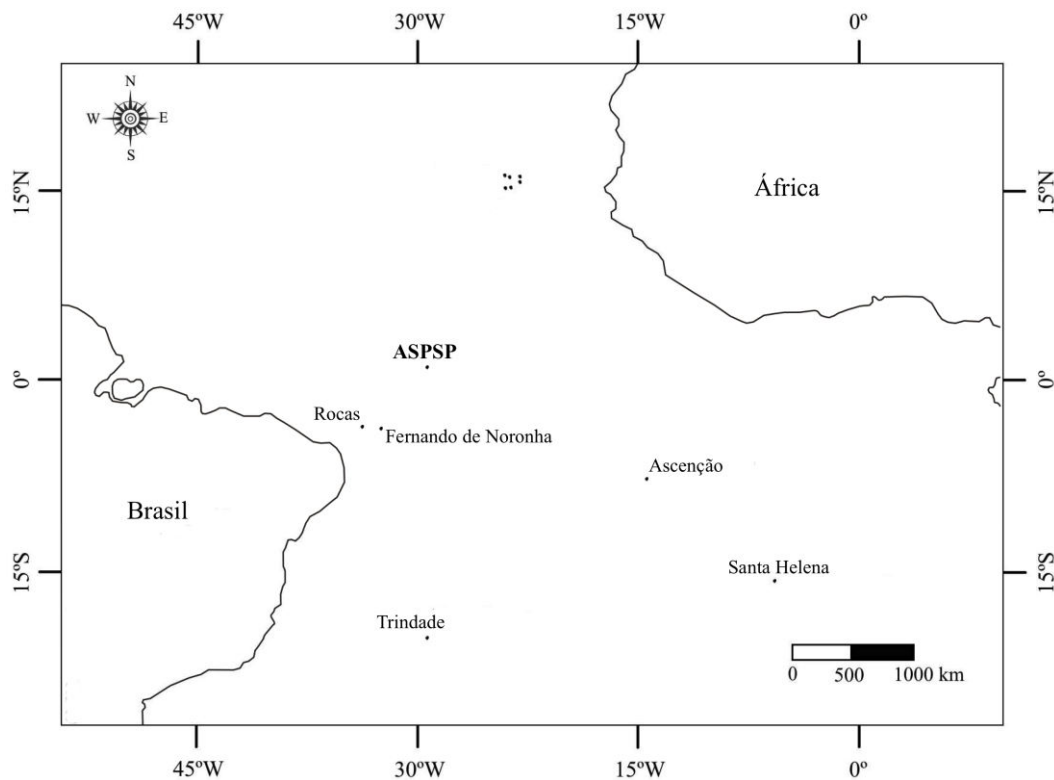 45ºW 30ºW 15ºW 0º
N
W E
S
15ºN África 15ºN
ASPSP
0º 0º
Rocas
Fernando de Noronha
Ascenção
Brasil
Santa Helena
15ºS 15ºS
Trindade
0 500 1000 km
45ºW 30ºW 15ºW 0º